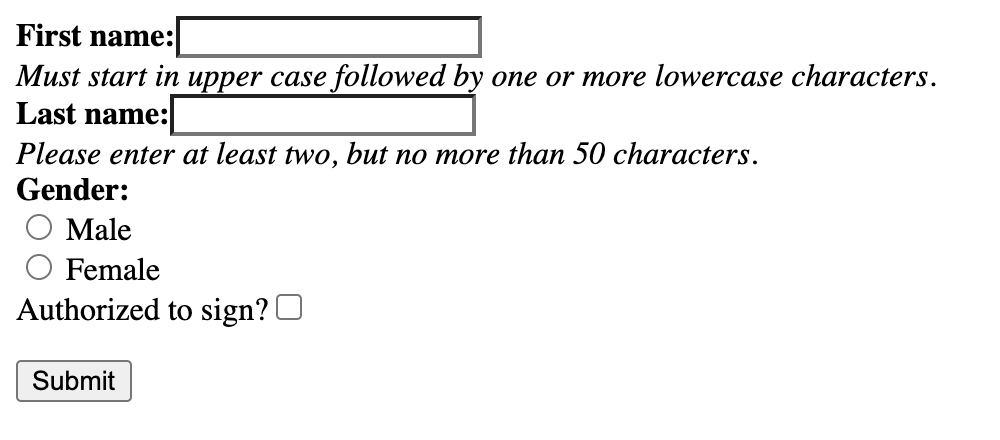 First name:
Must start in upper case followed by one or more lowercase characters.
Last name:
Please enter at least two, but no more than 50 characters.
Gender:
Male
Female
Authorized to sign?
Submit